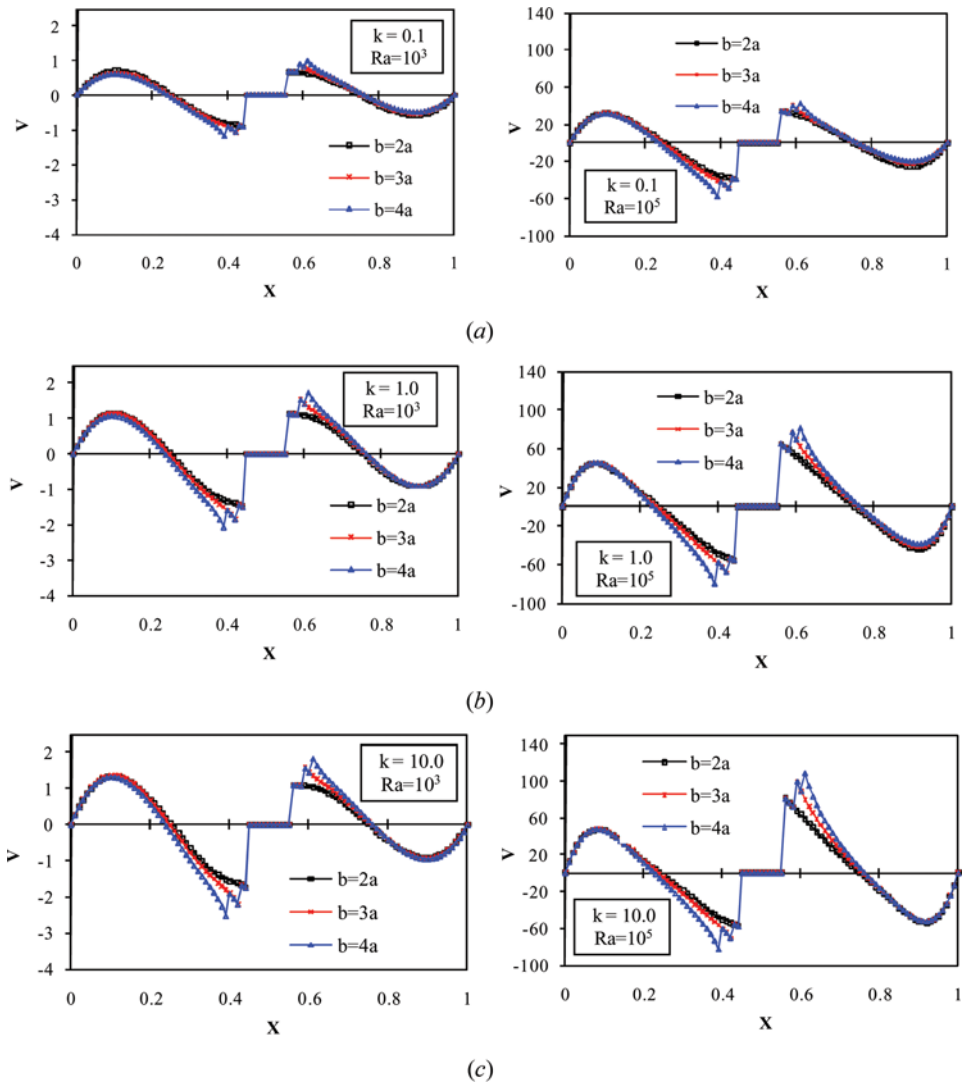 k = 0.1
Ra=10³
b=2a
b=3a
b=4a
2
1
0
-1
-2
-3
-4
V
0 0.2 0.4 0.6 0.8 1
X
b=2a
b=3a
b=4a
k = 0.1
Ra=10⁵
140
100
60
20
-20
-60
-100
V
0 0.2 0.4 0.6 0.8 1
X
(a)
k = 1.0
Ra=10³
b=2a
b=3a
b=4a
2
1
0
-1
-2
-3
-4
V
0 0.2 0.4 0.6 0.8 1
X
b=2a
b=3a
b=4a
k = 1.0
Ra=10⁵
140
100
60
20
-20
-60
-100
V
0 0.2 0.4 0.6 0.8 1
X
(b)
k = 10.0
Ra=10³
b=2a
b=3a
b=4a
2
1
0
-1
-2
-3
-4
V
0 0.2 0.4 0.6 0.8 1
X
b=2a
b=3a
b=4a
k = 10.0
Ra=10⁵
140
100
60
20
-20
-60
-100
V
0 0.2 0.4 0.6 0.8 1
X
(c)